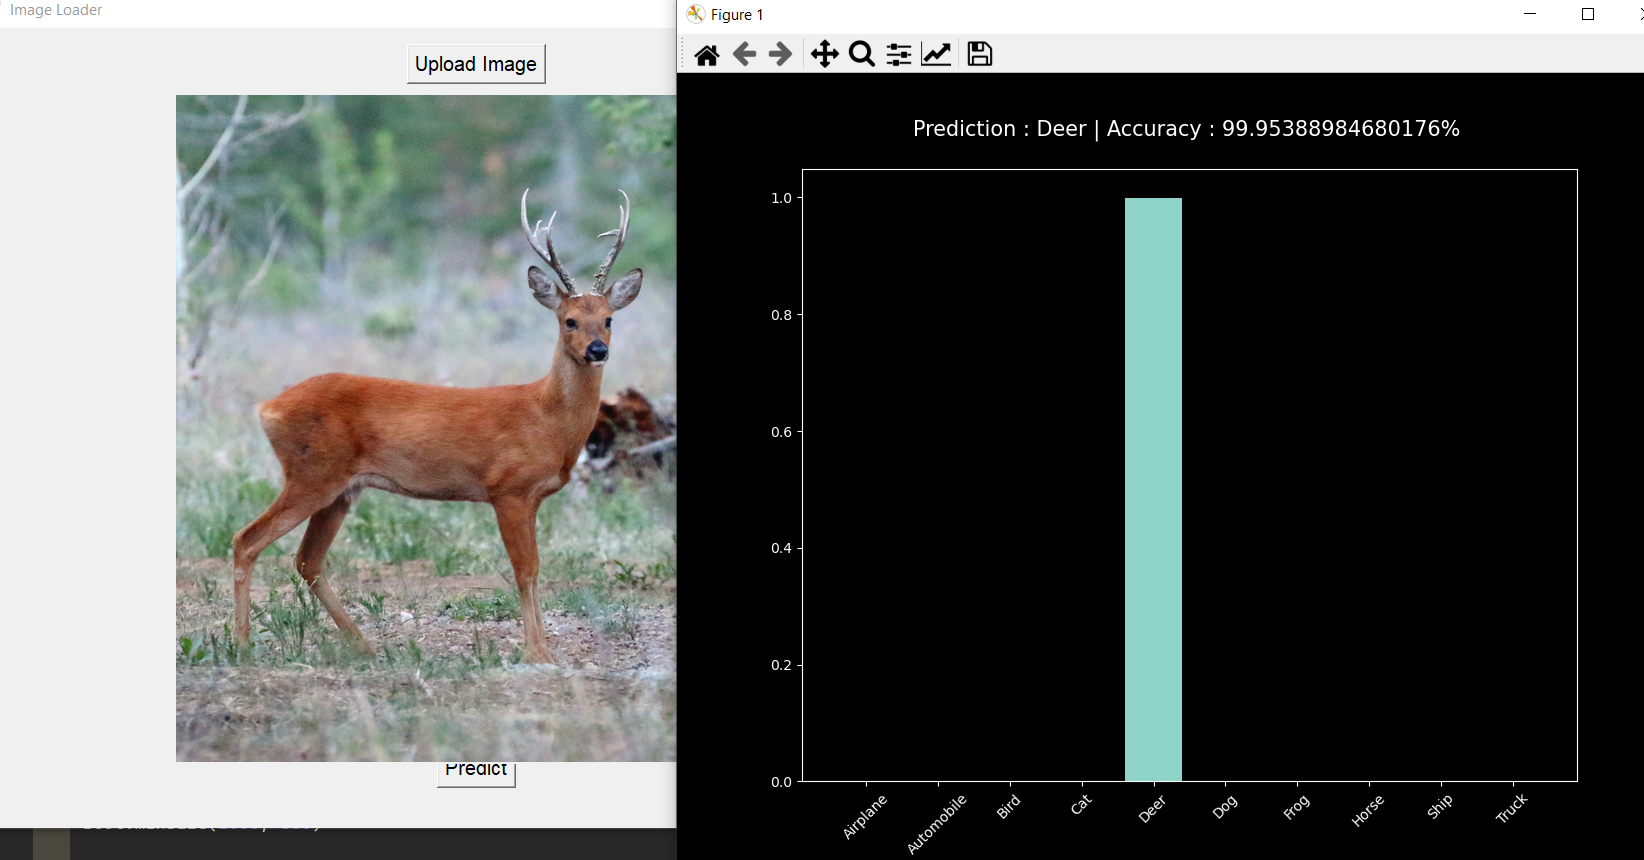 Image Loader
Upload Image
Predict
Figure 1
Prediction : Deer | Accuracy : 99.95388984680176%
1.0
0.8
0.6
0.4
0.2
0.0
Airplane
Automobile
Bird
Cat
Deer
Dog
Frog
Horse
Ship
Truck